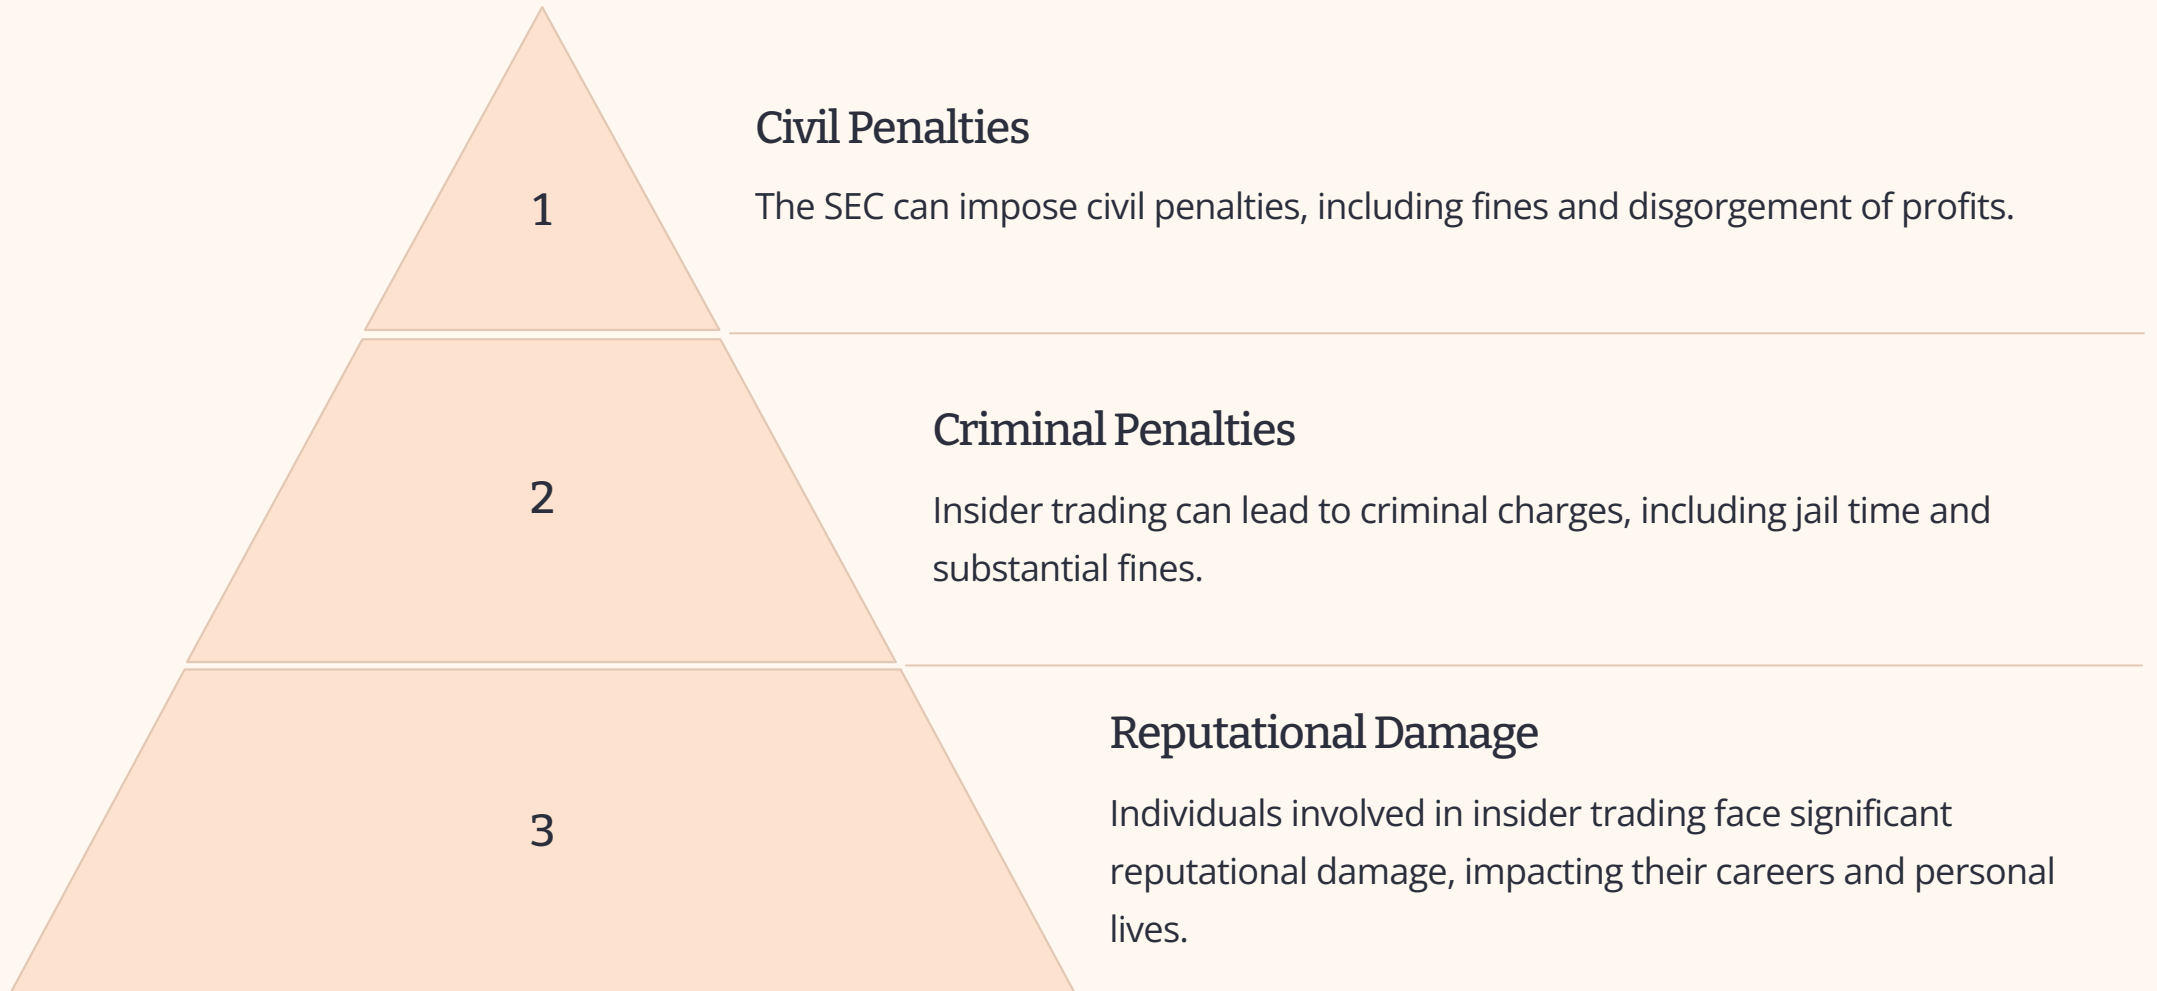 1
Civil Penalties
The SEC can impose civil penalties, including fines and disgorgement of profits.
2
Criminal Penalties
Insider trading can lead to criminal charges, including jail time and
substantial fines.
3
Reputational Damage
Individuals involved in insider trading face significant
reputational damage, impacting their careers and personal
lives.